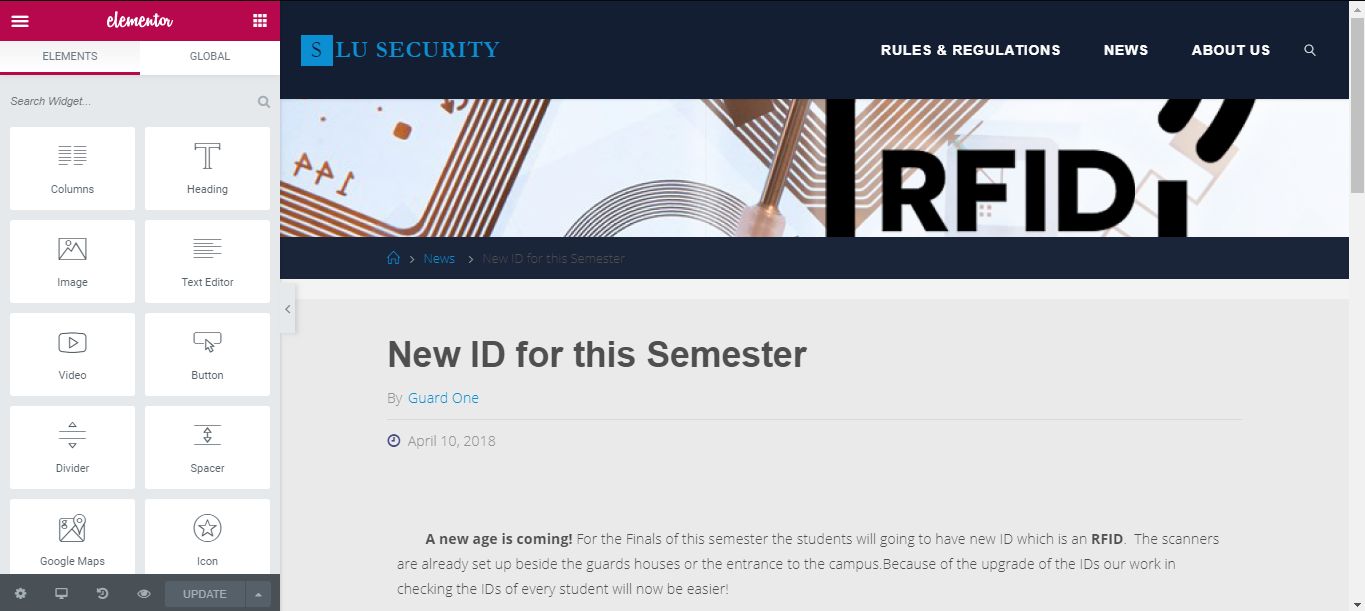 elementor
ELEMENTS GLOBAL
Search Widget...
Columns Heading
Image Text Editor
Video Button
Divider Spacer
Google Maps Icon
UPDATE
SLU SECURITY
RULES & REGULATIONS NEWS ABOUT US
144
RFID
News > New ID for this Semester
New ID for this Semester
By Guard One
April 10, 2018
A new age is coming! For the Finals of this semester the students will going to have new ID which is an RFID. The scanners
are already set up beside the guards houses or the entrance to the campus.Because of the upgrade of the IDs our work in
checking the IDs of every student will now be easier!